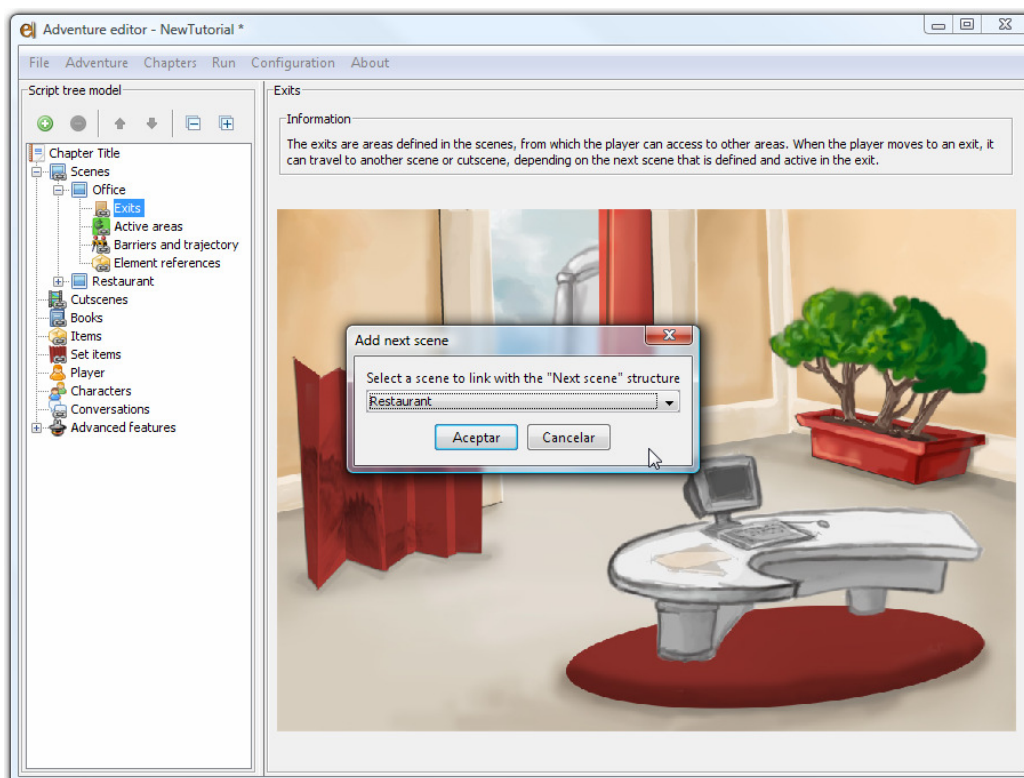 Adventure editor - NewTutorial *
File Adventure Chapters Run Configuration About
Script tree model
Chapter Title
Scenes
Office
Exits
Active areas
Barriers and trajectory
Element references
Restaurant
Cutscenes
Books
Items
Set items
Player
Characters
Conversations
Advanced features
Exits
Information
The exits are areas defined in the scenes, from which the player can access to other areas. When the player moves to an exit, it
can travel to another scene or cutscene, depending on the next scene that is defined and active in the exit.
Add next scene
Select a scene to link with the "Next scene" structure
Restaurant
Aceptar Cancelar